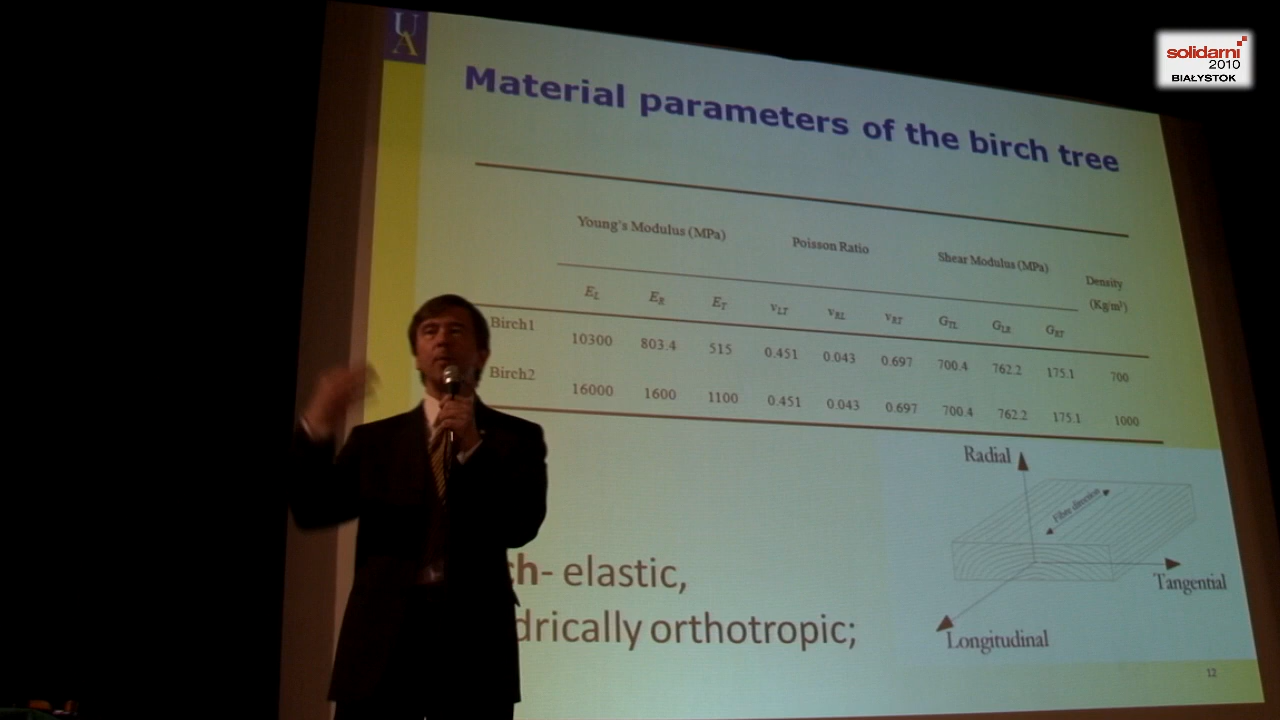 UA
solidarni
2010
BIAŁYSTOK
Material parameters of the birch tree
Young's Modulus (MPa) Poisson Ratio Shear Modulus (MPa) Density
(Kg/m³)
E_L E_R E_T ν_LT ν_RL ν_RT G_TL G_LR G_RT
Birch1 10300 803.4 515 0.451 0.043 0.697 700.4 762.2 175.1 700
Birch2 16000 1600 1100 0.451 0.043 0.697 700.4 762.2 175.1 1000
Radial
Fibre direction
Tangential
Longitudinal
ch- elastic,
drically orthotropic;
12